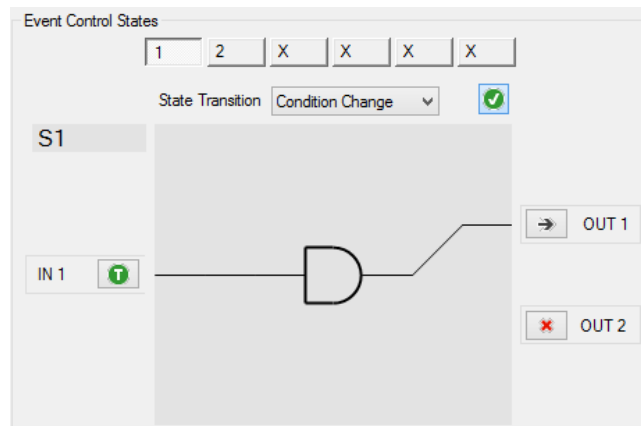 Event Control States
1 2 X X X X
State Transition Condition Change
S1
OUT 1
IN 1 T
OUT 2